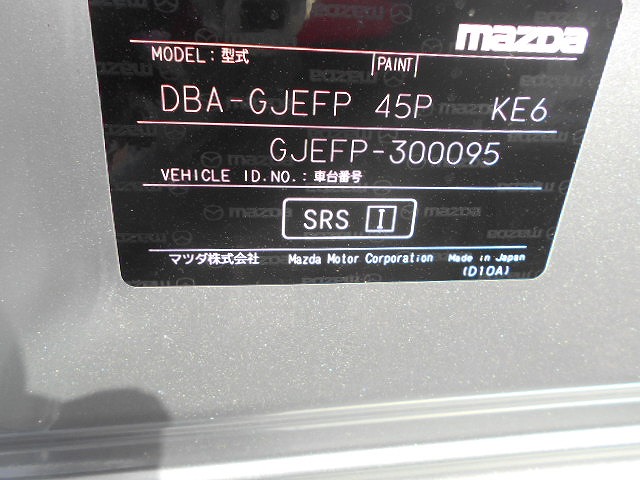 mazda
MODEL: 型式 PAINT
DBA-GJEFP 45P KE6
GJEFP-300095
VEHICLE ID.NO.: 車台番号
SRS I
マツダ株式会社 Mazda Motor Corporation Made in Japan
(D10A)